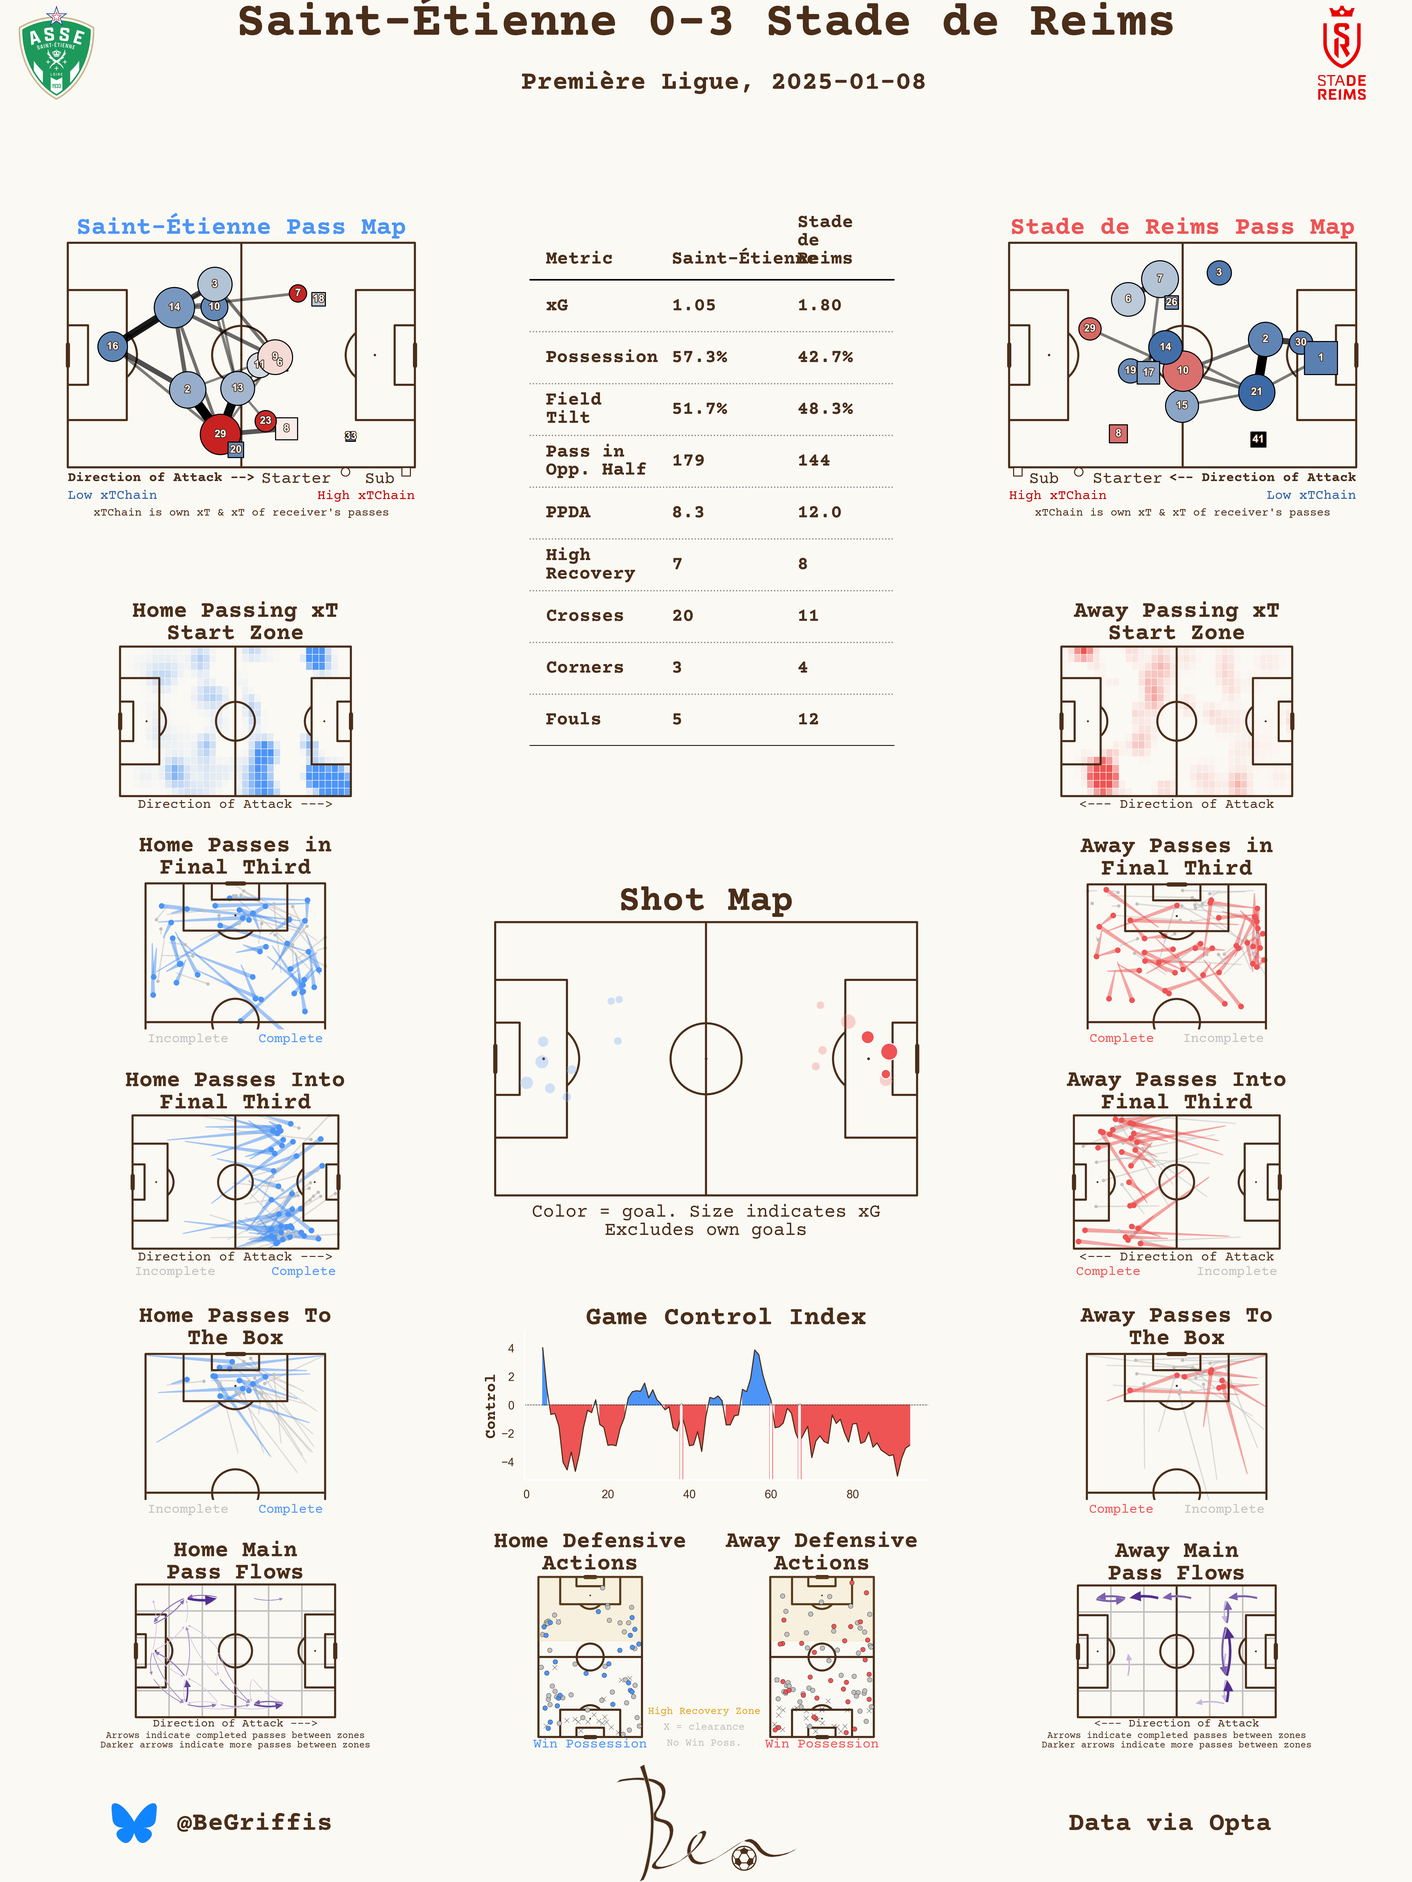 Saint-Étienne 0-3 Stade de Reims
Première Ligue, 2025-01-08
ASSE
SAINT-ÉTIENNE
LOIRE
STADE
REIMS
Saint-Étienne Pass Map
3
7
18
14
10
16
9
11
6
2
13
23
8
29
20
33
Direction of Attack --> Starter Sub
Low xTChain High xTChain
xTChain is own xT & xT of receiver's passes
Metric Saint-Étienne Stade de Reims
xG 1.05 1.80
Possession 57.3% 42.7%
Field Tilt 51.7% 48.3%
Pass in Opp. Half 179 144
PPDA 8.3 12.0
High Recovery 7 8
Crosses 20 11
Corners 3 4
Fouls 5 12
Stade de Reims Pass Map
7
3
6
26
29
14
2
30
1
19
17
10
21
15
8
41
Sub Starter <-- Direction of Attack
High xTChain Low xTChain
xTChain is own xT & xT of receiver's passes
Home Passing xT
Start Zone
Direction of Attack --->
Away Passing xT
Start Zone
<--- Direction of Attack
Home Passes in
Final Third
Incomplete Complete
Away Passes in
Final Third
Complete Incomplete
Shot Map
Color = goal. Size indicates xG
Excludes own goals
Home Passes Into
Final Third
Direction of Attack --->
Incomplete Complete
Away Passes Into
Final Third
<--- Direction of Attack
Complete Incomplete
Home Passes To
The Box
Incomplete Complete
Game Control Index
Control
4
2
0
−2
−4
0 20 40 60 80
Away Passes To
The Box
Complete Incomplete
Home Main
Pass Flows
Direction of Attack --->
Arrows indicate completed passes between zones
Darker arrows indicate more passes between zones
Home Defensive
Actions
Win Possession
Away Defensive
Actions
Win Possession
High Recovery Zone
X = clearance
No Win Poss.
Away Main
Pass Flows
<--- Direction of Attack
Arrows indicate completed passes between zones
Darker arrows indicate more passes between zones
@BeGriffis
Ben
Data via Opta